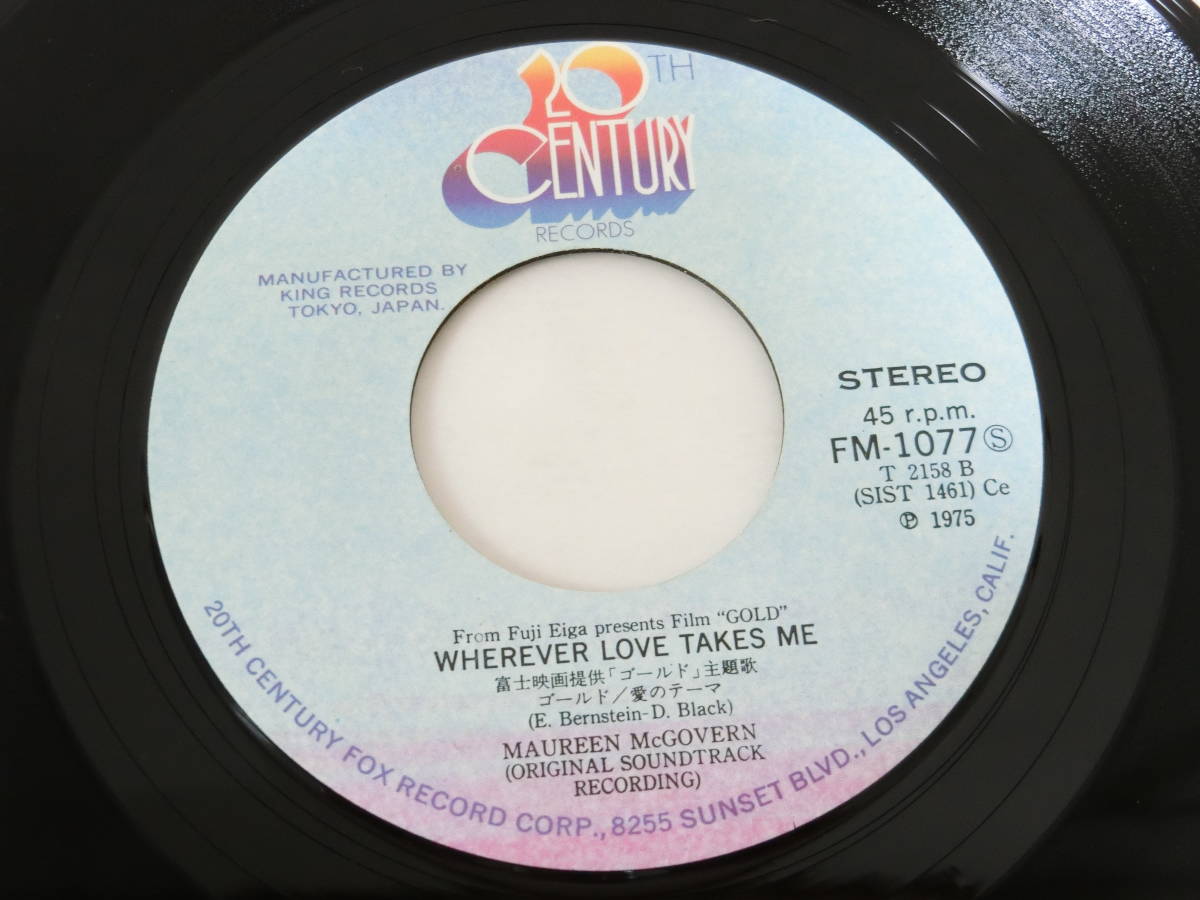 20TH
CENTURY
RECORDS
MANUFACTURED BY
KING RECORDS
TOKYO, JAPAN.
STEREO
45 r.p.m.
FM-1077 Ⓢ
T 2158 B
(SIST 1461) Ce
℗ 1975
From Fuji Eiga presents Film “GOLD”
WHEREVER LOVE TAKES ME
富士映画提供「ゴールド」主題歌
ゴールド/愛のテーマ
(E. Bernstein-D. Black)
MAUREEN McGOVERN
(ORIGINAL SOUNDTRACK
RECORDING)
20TH CENTURY FOX RECORD CORP., 8255 SUNSET BLVD., LOS ANGELES, CALIF.